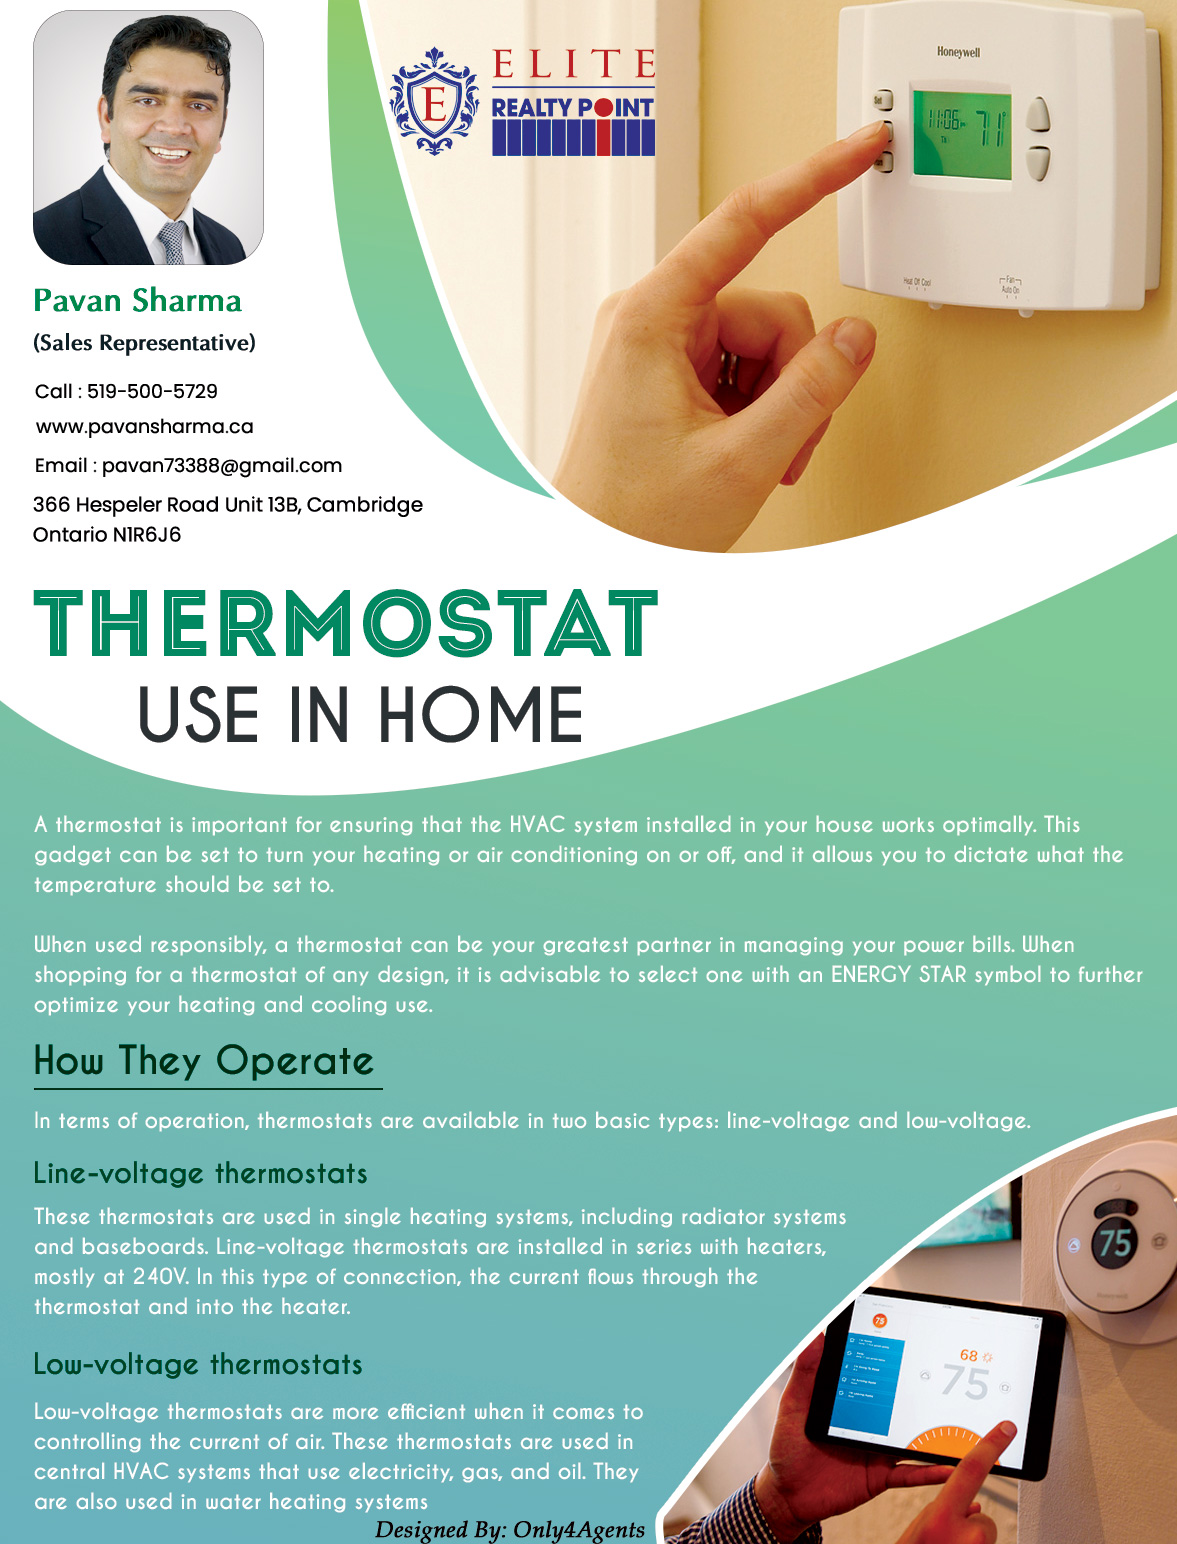 Pavan Sharma
(Sales Representative)
Call : 519-500-5729
www.pavansharma.ca
Email : pavan73388@gmail.com
366 Hespeler Road Unit 13B, Cambridge
Ontario N1R6J6
E
ELITE
REALTY POINT
Honeywell
11:06
71°
Heat Off Cool
Fan
Auto On
THERMOSTAT
USE IN HOME
A thermostat is important for ensuring that the HVAC system installed in your house works optimally. This
gadget can be set to turn your heating or air conditioning on or off, and it allows you to dictate what the
temperature should be set to.
When used responsibly, a thermostat can be your greatest partner in managing your power bills. When
shopping for a thermostat of any design, it is advisable to select one with an ENERGY STAR symbol to further
optimize your heating and cooling use.
How They Operate
In terms of operation, thermostats are available in two basic types: line-voltage and low-voltage.
Line-voltage thermostats
These thermostats are used in single heating systems, including radiator systems
and baseboards. Line-voltage thermostats are installed in series with heaters,
mostly at 240V. In this type of connection, the current flows through the
thermostat and into the heater.
Low-voltage thermostats
Low-voltage thermostats are more efficient when it comes to
controlling the current of air. These thermostats are used in
central HVAC systems that use electricity, gas, and oil. They
are also used in water heating systems
75
Honeywell
75
68
75
Designed By: Only4Agents